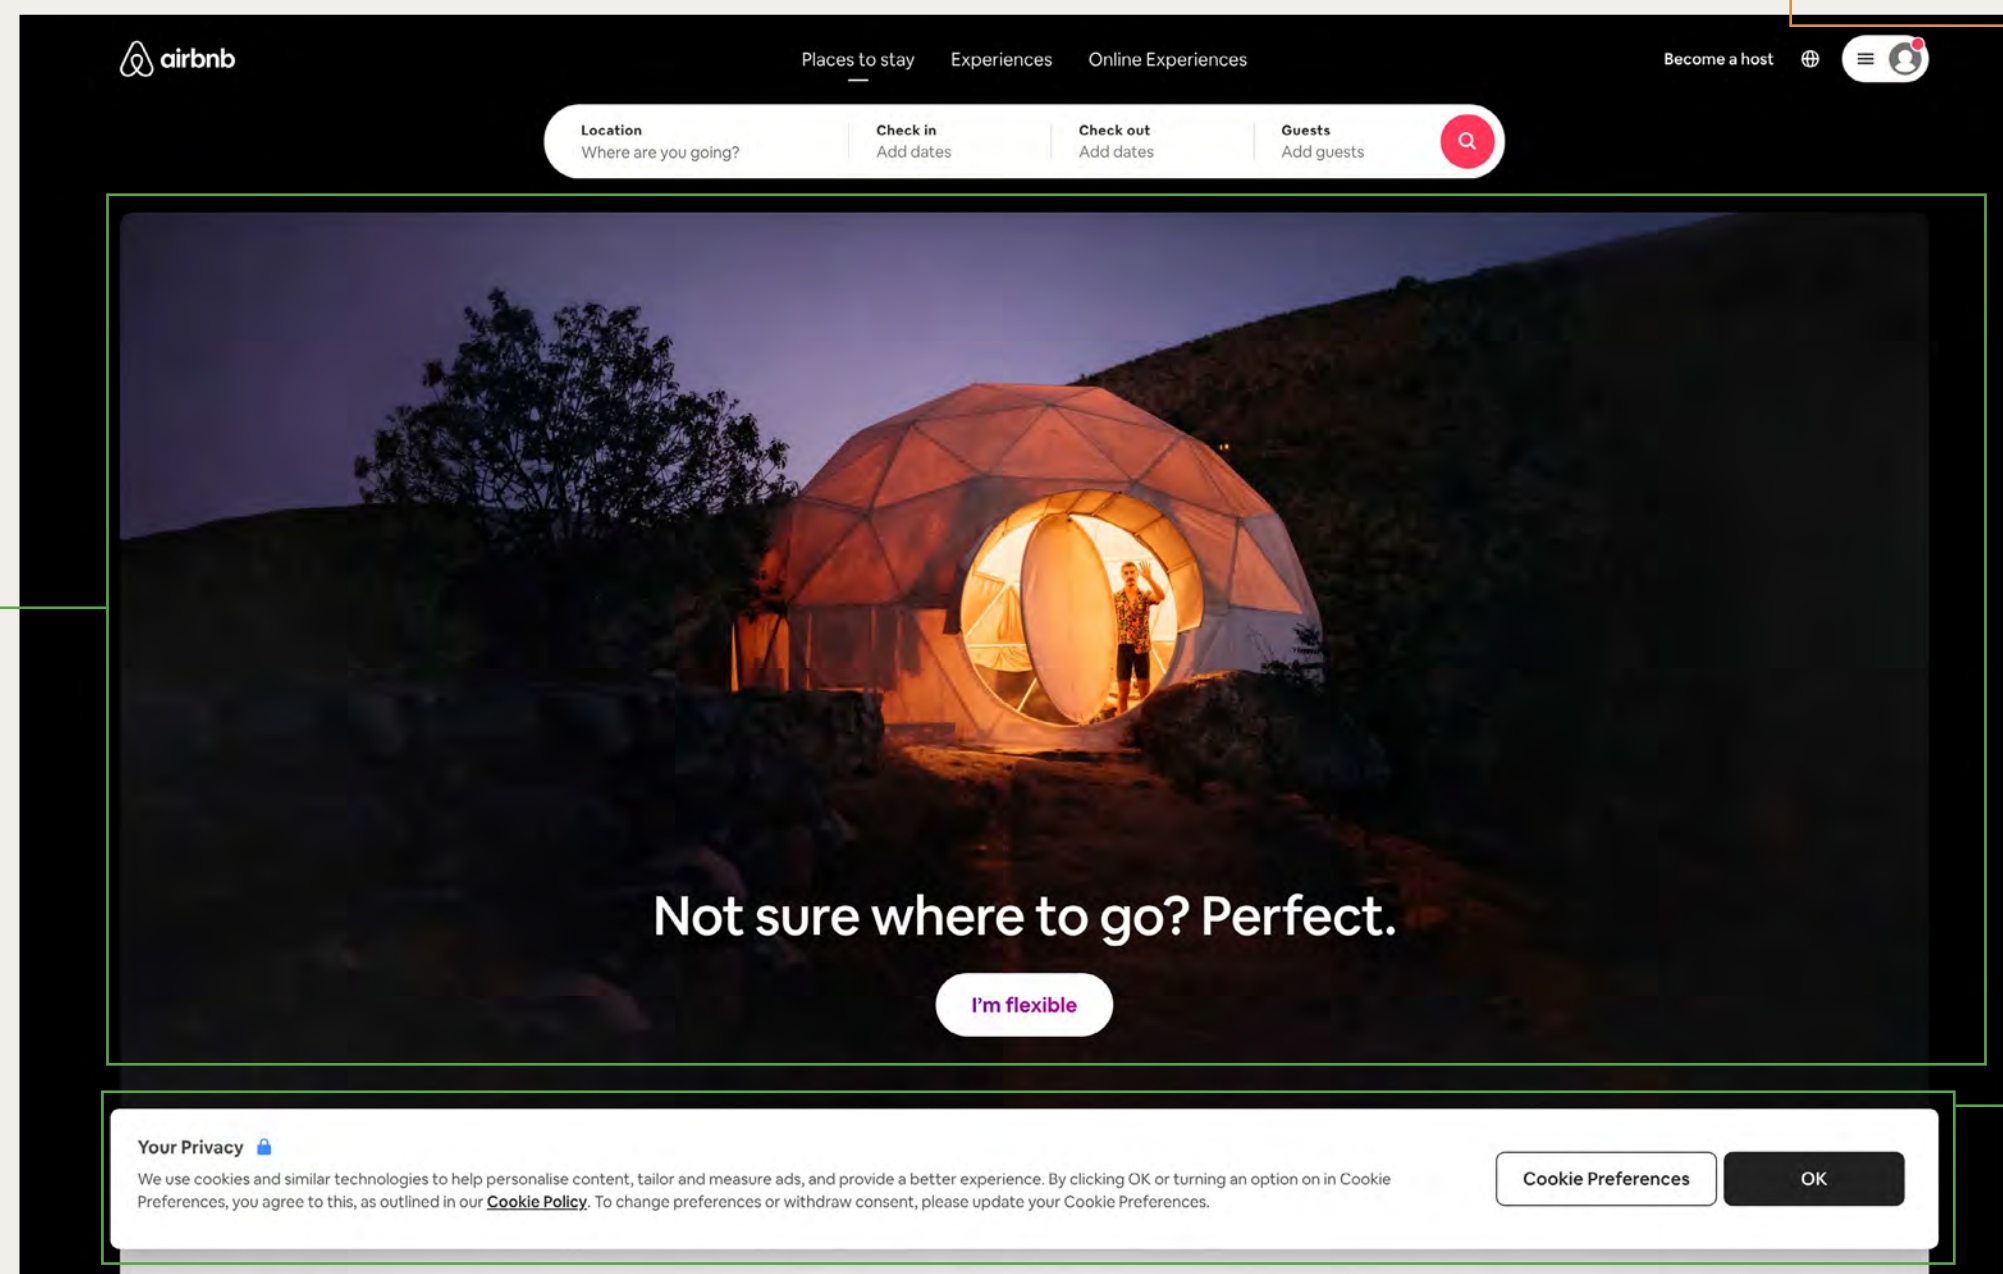 airbnb
Places to stay Experiences Online Experiences
Become a host
Location Check in Check out Guests
Where are you going? Add dates Add dates Add guests
Not sure where to go? Perfect.
I'm flexible
Your Privacy
We use cookies and similar technologies to help personalise content, tailor and measure ads, and provide a better experience. By clicking OK or turning an option on in Cookie
Preferences, you agree to this, as outlined in our Cookie Policy. To change preferences or withdraw consent, please update your Cookie Preferences.
Cookie Preferences OK